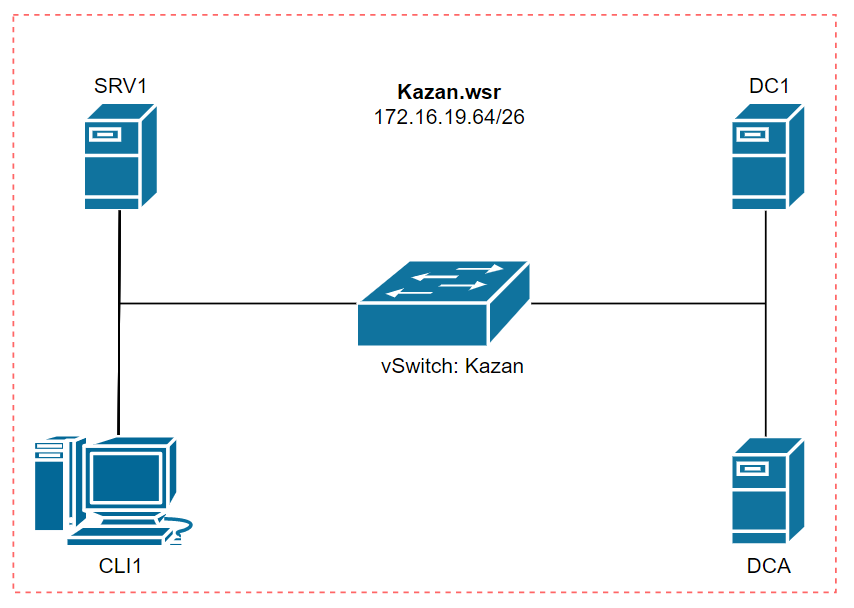 SRV1
Kazan.wsr
172.16.19.64/26
DC1
vSwitch: Kazan
CLI1
DCA